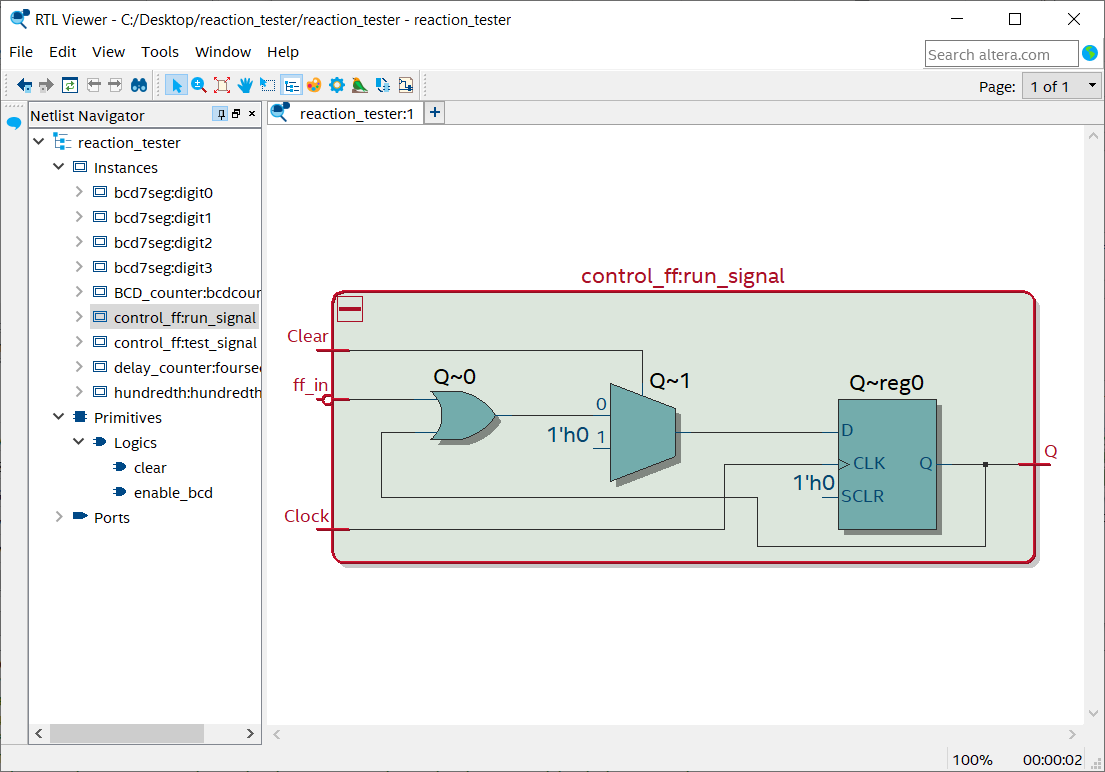 RTL Viewer - C:/Desktop/reaction_tester/reaction_tester - reaction_tester
File Edit View Tools Window Help
Search altera.com
Page: 1 of 1
Netlist Navigator
reaction_tester:1
reaction_tester
Instances
bcd7seg:digit0
bcd7seg:digit1
bcd7seg:digit2
bcd7seg:digit3
BCD_counter:bcdcour
control_ff:run_signal
control_ff:test_signal
delay_counter:foursec
hundredth:hundredth
Primitives
Logics
clear
enable_bcd
Ports
control_ff:run_signal
Clear
ff_in
Q~0
Q~1
Q~reg0
0
1'h0 1
D
CLK Q
1'h0
SCLR
Q
Clock
100% 00:00:02